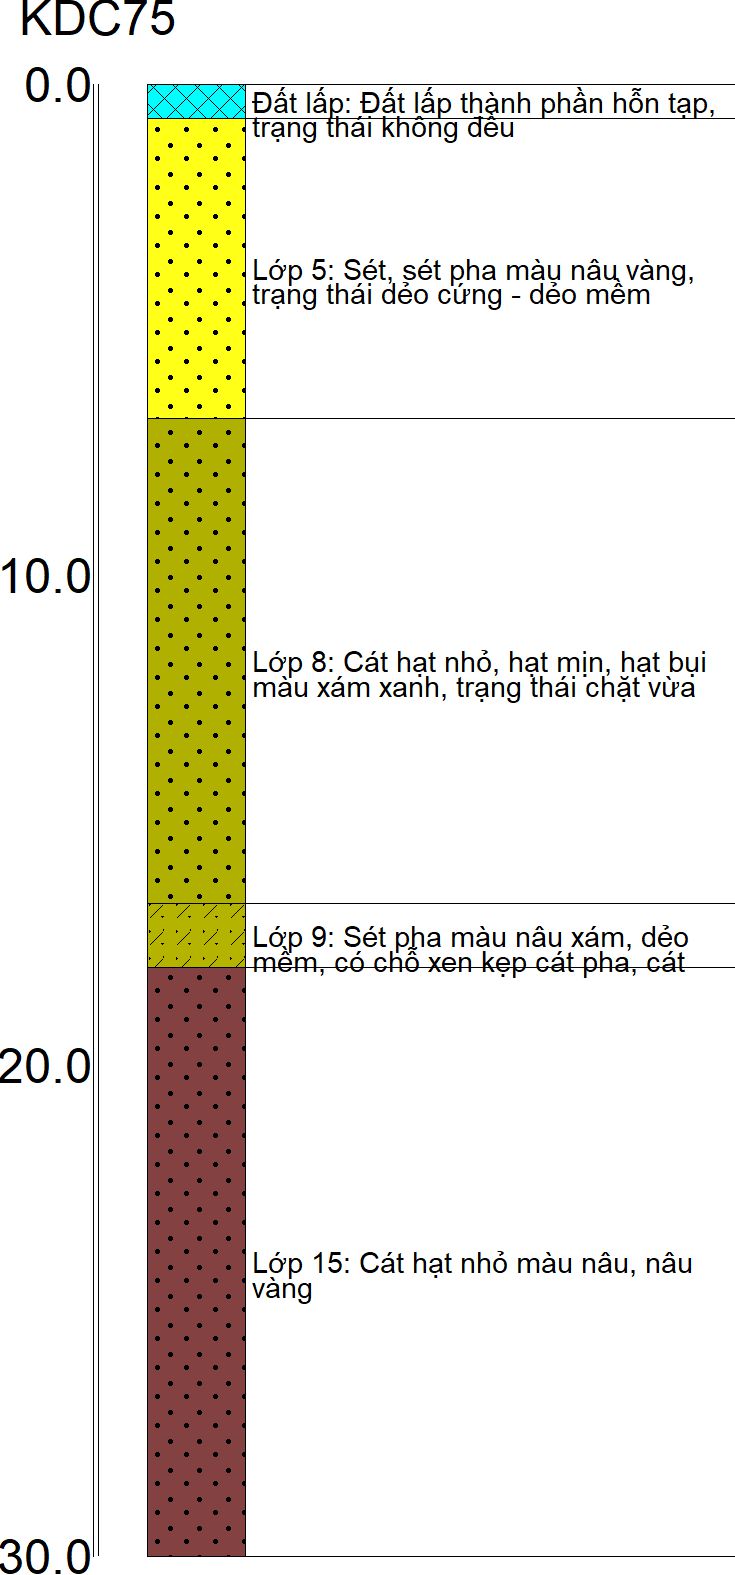 KDC75
0.0
Đất lấp: Đất lấp thành phần hỗn tạp,
trạng thái không đều
Lớp 5: Sét, sét pha màu nâu vàng,
trạng thái dẻo cứng - dẻo mềm
10.0
Lớp 8: Cát hạt nhỏ, hạt mịn, hạt bụi
màu xám xanh, trạng thái chặt vừa
Lớp 9: Sét pha màu nâu xám, dẻo
mềm, có chỗ xen kẹp cát pha, cát
20.0
Lớp 15: Cát hạt nhỏ màu nâu, nâu
vàng
30.0